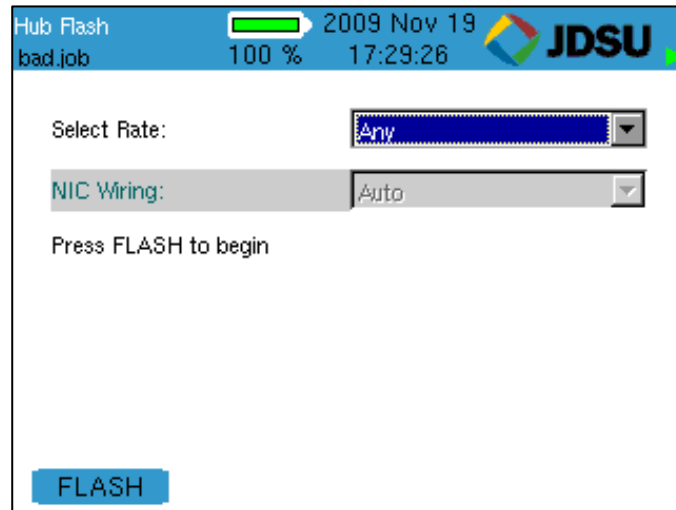 Hub Flash 2009 Nov 19 JDSU
bad.job 100 % 17:29:26
Select Rate: Any
NIC Wiring: Auto
Press FLASH to begin
FLASH